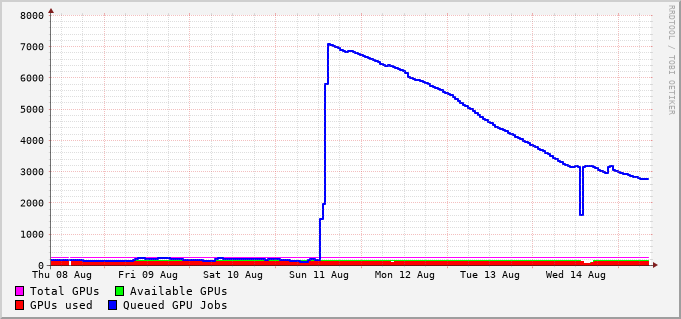 8000
7000
6000
5000
4000
3000
2000
1000
0
Thu 08 Aug Fri 09 Aug Sat 10 Aug Sun 11 Aug Mon 12 Aug Tue 13 Aug Wed 14 Aug
Total GPUs Available GPUs
GPUs used Queued GPU Jobs
RRDTOOL / TOBI OETIKER